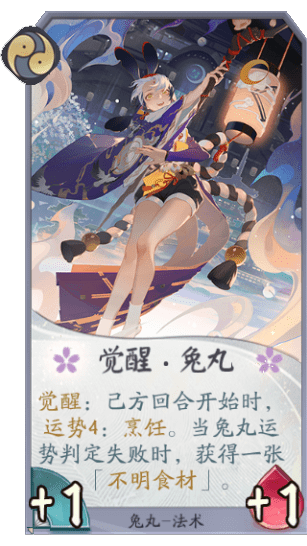 觉醒·兔丸
觉醒：己方回合开始时，
运势4：烹饪。当兔丸运
势判定失败时，获得一张
「不明食材」。
+1
兔丸-法术
+1